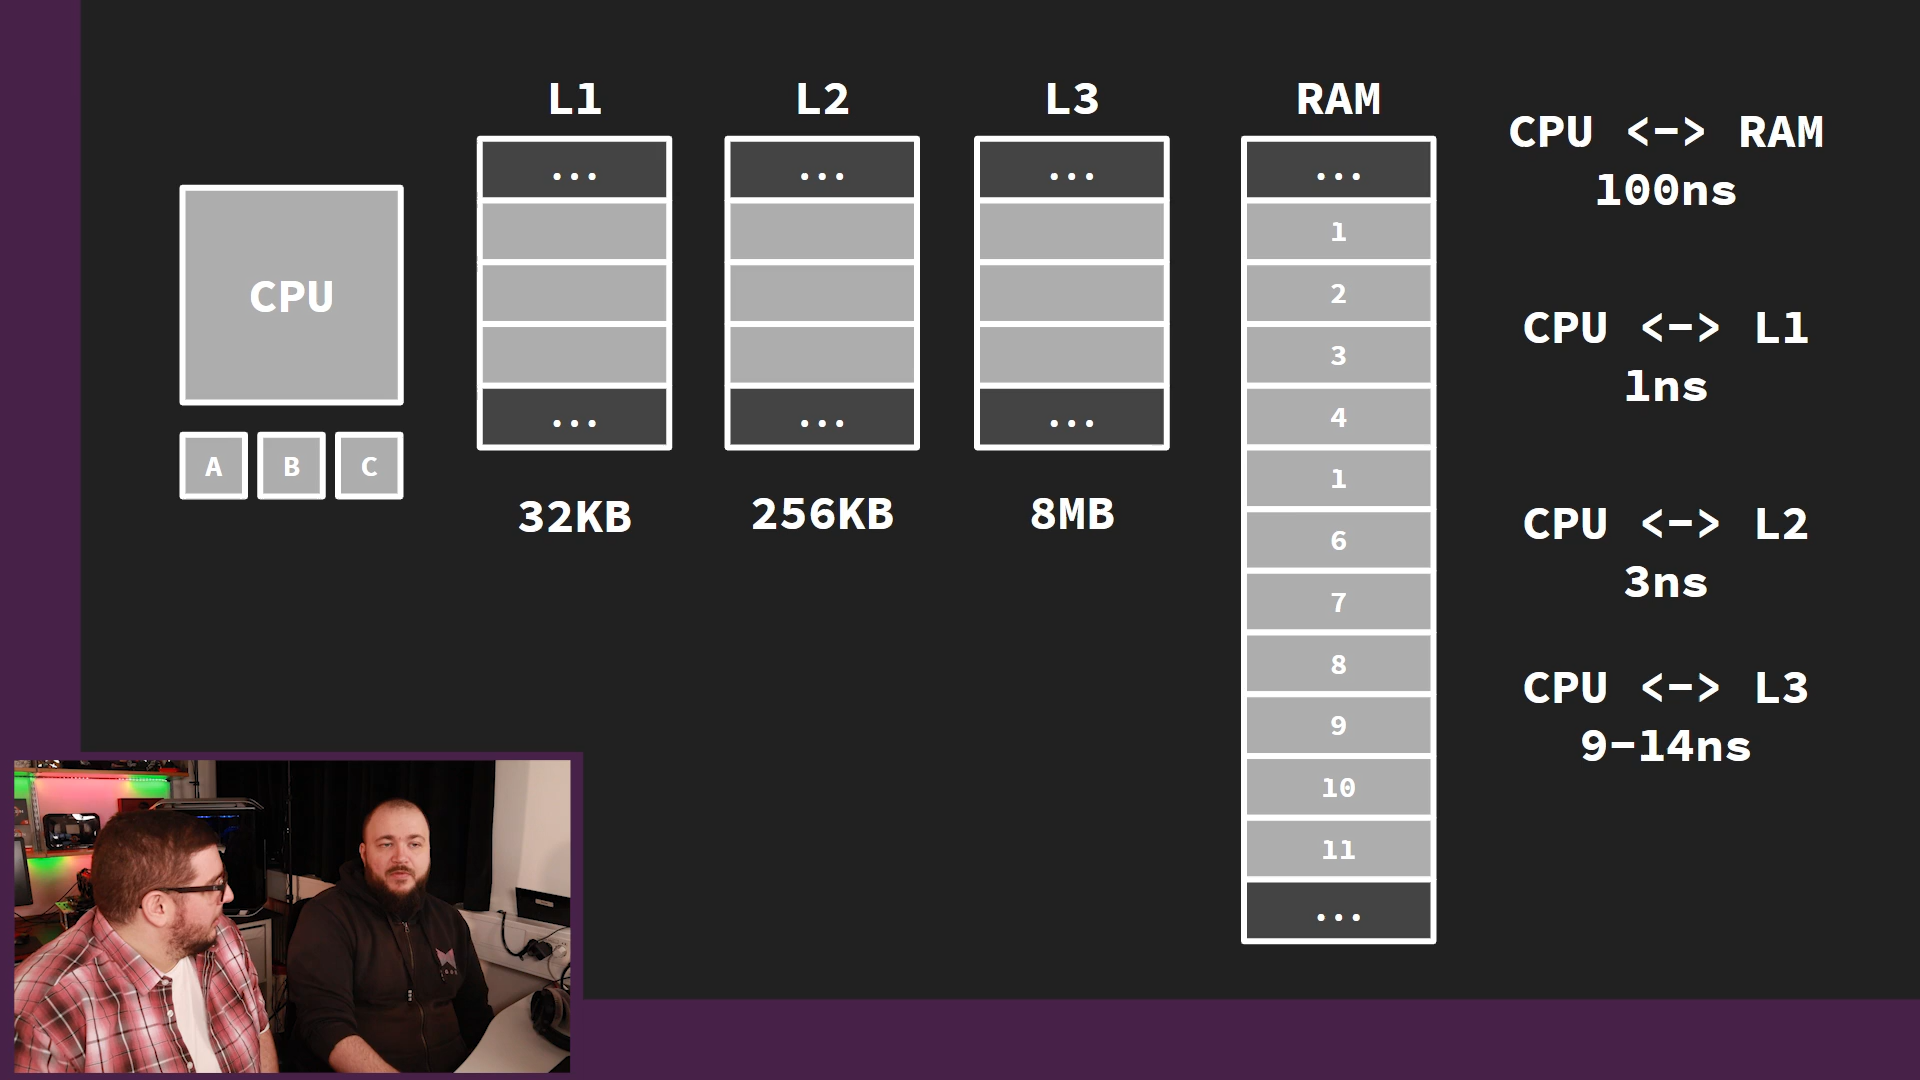 L1
L2
L3
RAM
CPU <-> RAM
100ns
CPU <-> L1
1ns
CPU <-> L2
3ns
CPU <-> L3
9-14ns
CPU
A B C
...
...
32KB
...
...
256KB
...
...
8MB
...
1
2
3
4
1
6
7
8
9
10
11
...